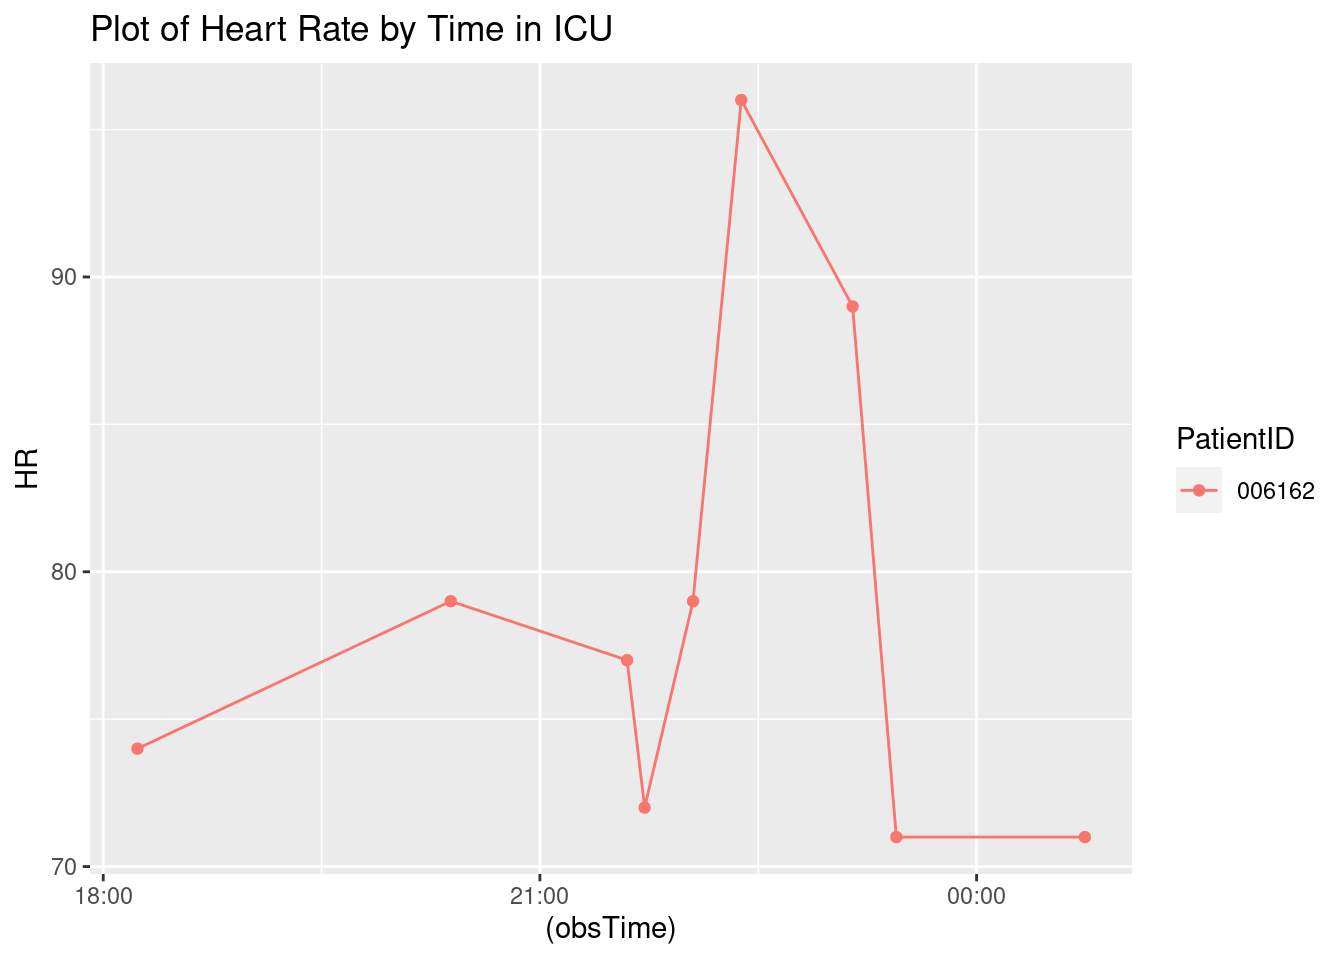 Plot of Heart Rate by Time in ICU
HR
90
80
70
18:00 21:00 00:00
(obsTime)
PatientID
006162